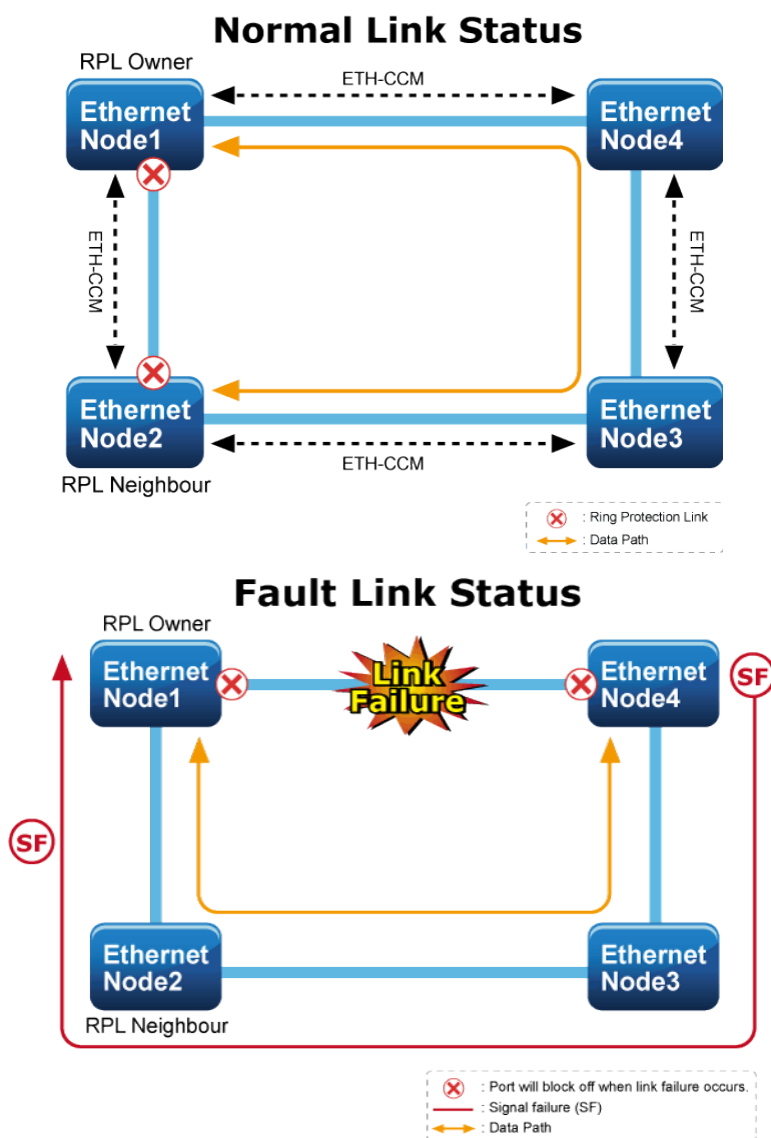 Normal Link Status
RPL Owner
ETH-CCM
Ethernet
Node1
Ethernet
Node4
ETH-CCM
ETH-CCM
Ethernet
Node2
Ethernet
Node3
ETH-CCM
RPL Neighbour
: Ring Protection Link
: Data Path
Fault Link Status
RPL Owner
Ethernet
Node1
Link
Failure
Ethernet
Node4
SF
SF
Ethernet
Node2
Ethernet
Node3
RPL Neighbour
: Port will block off when link failure occurs.
: Signal failure (SF)
: Data Path